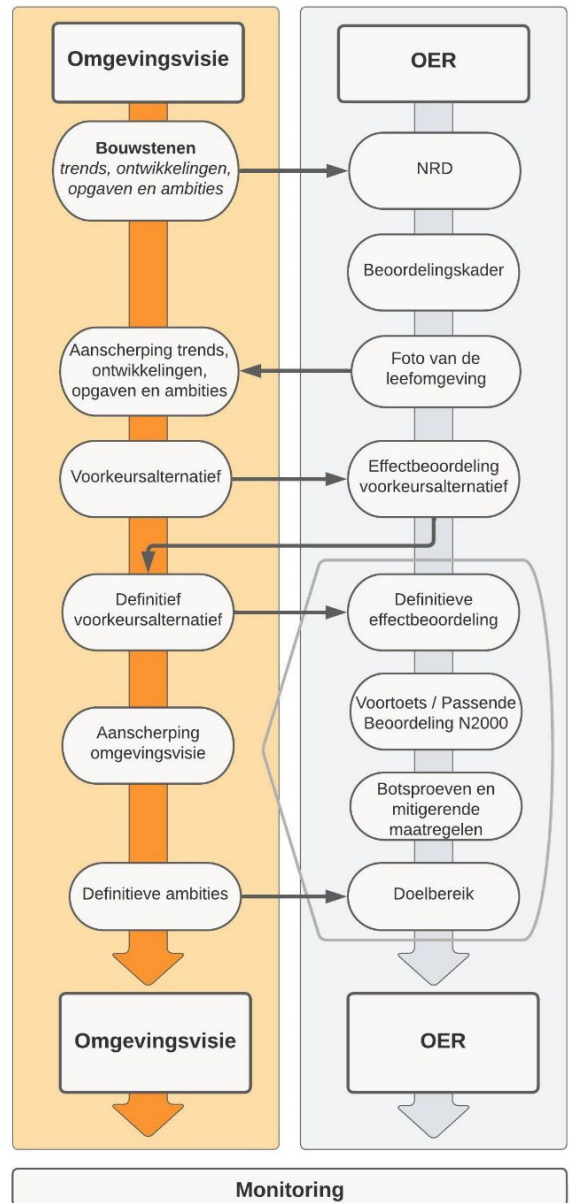 Omgevingsvisie
OER
Bouwstenen
trends, ontwikkelingen,
opgaven en ambities
NRD
Beoordelingskader
Aanscherping trends,
ontwikkelingen,
opgaven en ambities
Foto van de
leefomgeving
Voorkeursalternatief
Effectbeoordeling
voorkeursalternatief
Definitief
voorkeursalternatief
Definitieve
effectbeoordeling
Voortoets / Passende
Beoordeling N2000
Aanscherping
omgevingsvisie
Botsproeven en
mitigerende
maatregelen
Definitieve ambities
Doelbereik
Omgevingsvisie
OER
Monitoring